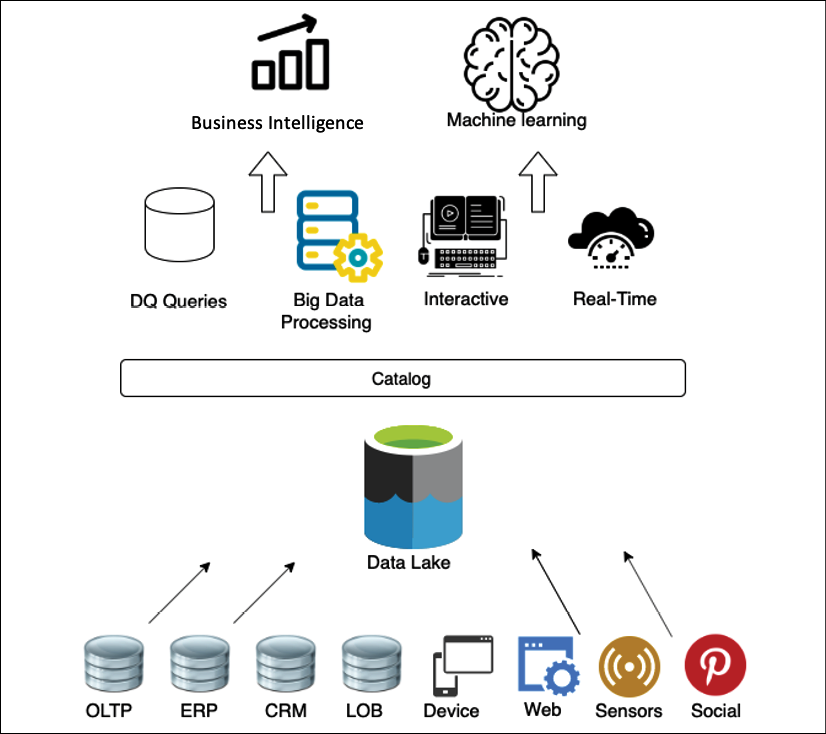 Business Intelligence
Machine learning
DQ Queries
Big Data
Processing
Interactive
Real-Time
Catalog
Data Lake
OLTP
ERP
CRM
LOB
Device
Web
Sensors
Social